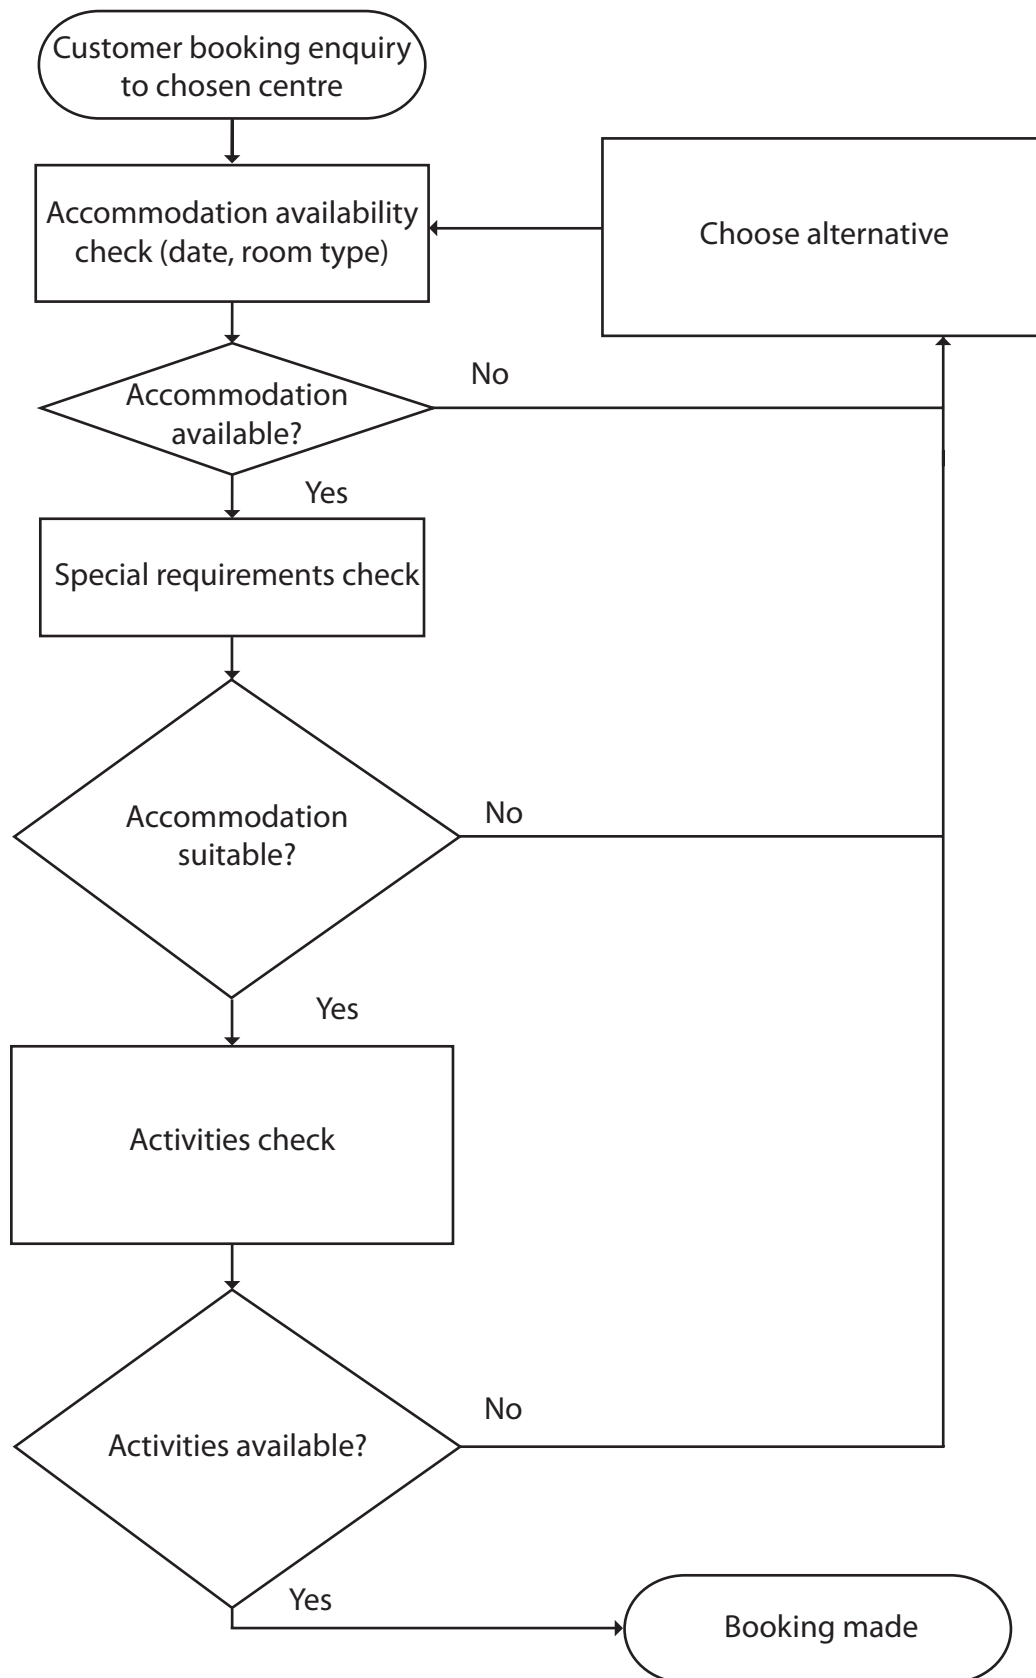 Customer booking enquiry
to chosen centre
Accommodation availability
check (date, room type)
Choose alternative
Accommodation
available?
No
Yes
Special requirements check
Accommodation
suitable?
No
Yes
Activities check
Activities available?
No
Yes
Booking made